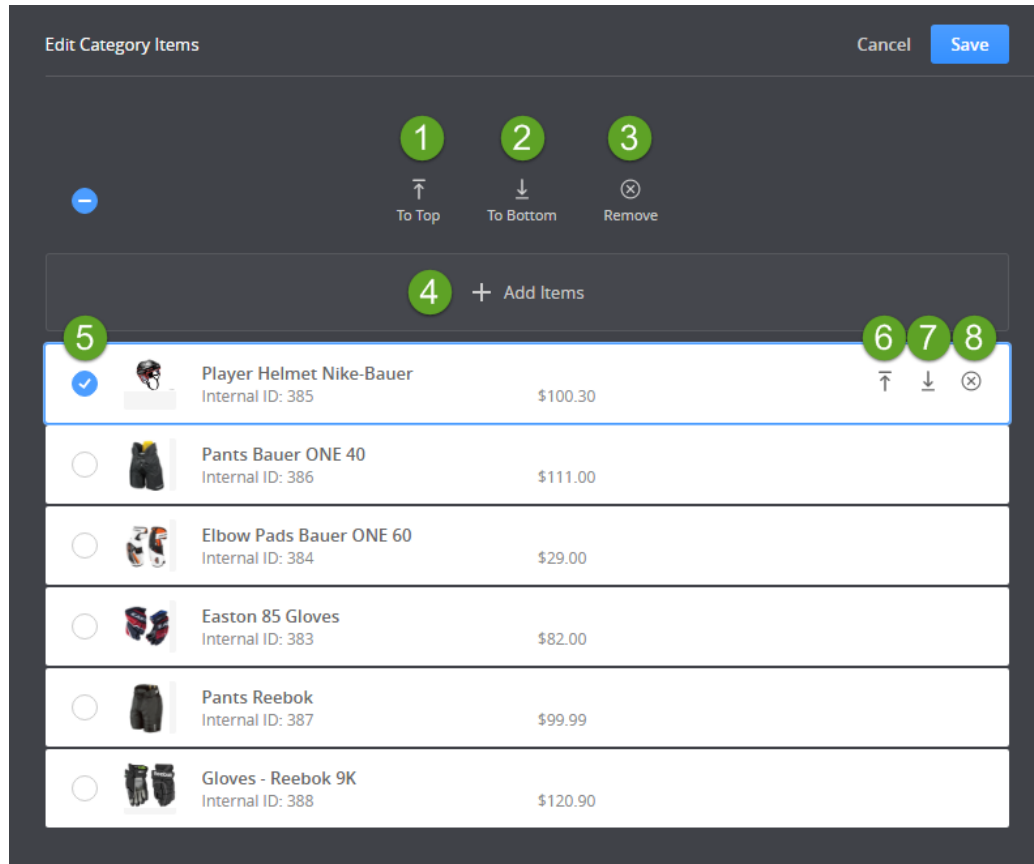 Edit Category Items
Cancel
Save
1
2
3
To Top
To Bottom
Remove
4
Add Items
5
6
7
8
Player Helmet Nike-Bauer
Internal ID: 385
$100.30
Pants Bauer ONE 40
Internal ID: 386
$111.00
Elbow Pads Bauer ONE 60
Internal ID: 384
$29.00
Easton 85 Gloves
Internal ID: 383
$82.00
Pants Reebok
Internal ID: 387
$99.99
Gloves - Reebok 9K
Internal ID: 388
$120.90